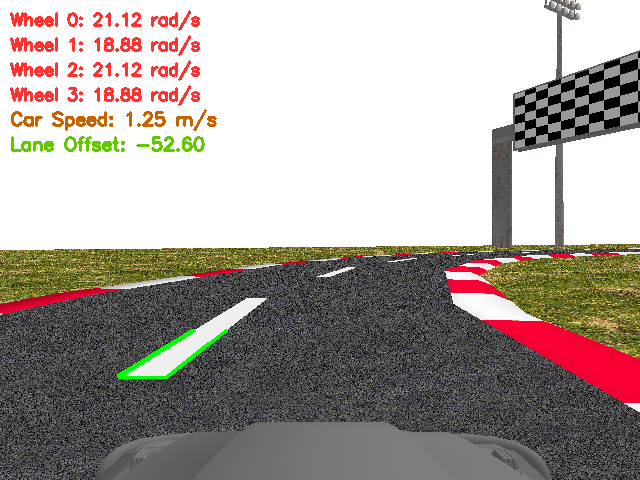 Wheel 0: 21.12 rad/s
Wheel 1: 18.88 rad/s
Wheel 2: 21.12 rad/s
Wheel 3: 18.88 rad/s
Car Speed: 1.25 m/s
Lane Offset: -52.60